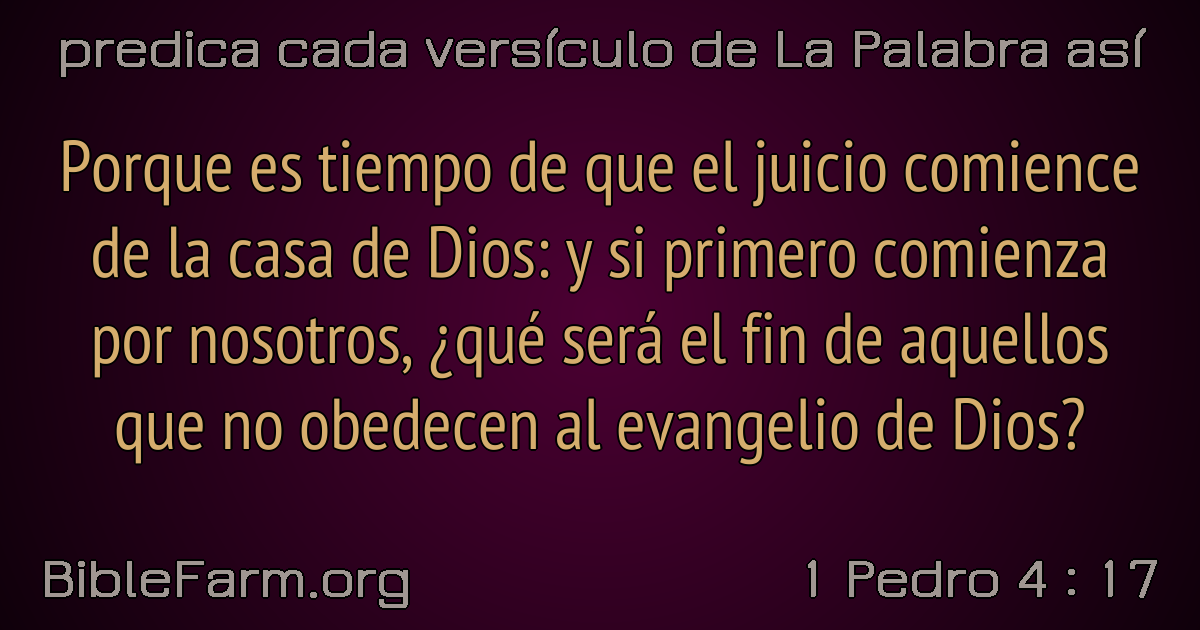 predica cada versículo de La Palabra así
Porque es tiempo de que el juicio comience
de la casa de Dios: y si primero comienza
por nosotros, ¿qué será el fin de aquellos
que no obedecen al evangelio de Dios?
BibleFarm.org
1 Pedro 4 : 17